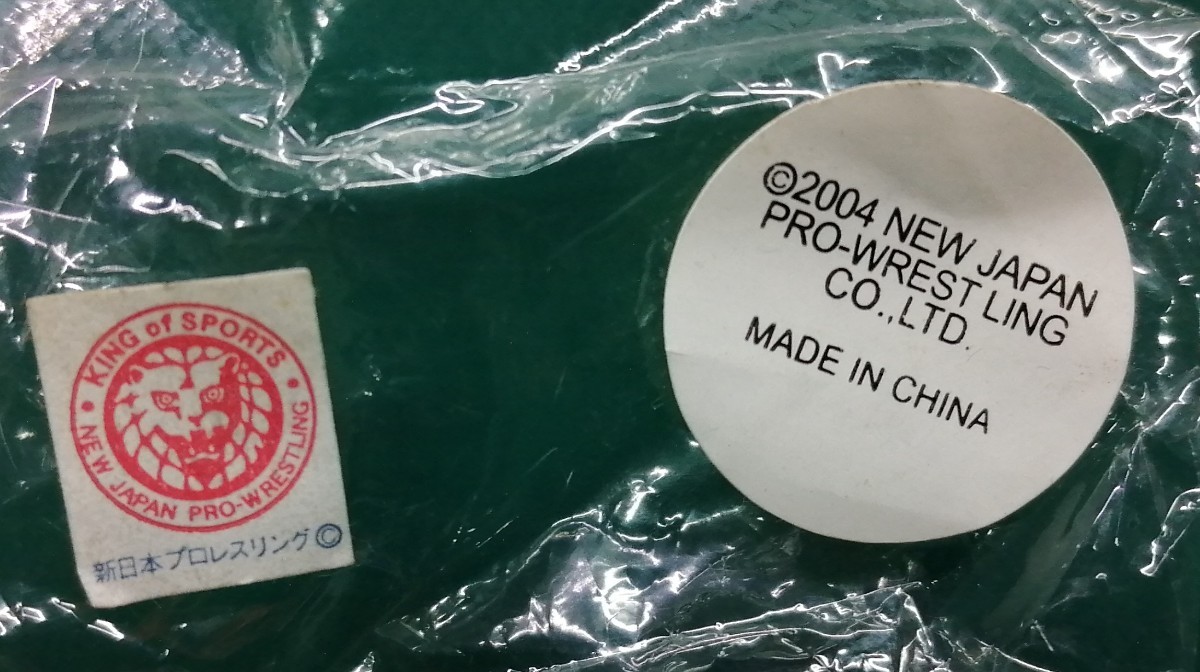 KING of SPORTS
NEW JAPAN PRO-WRESTLING
新日本プロレスリング©
©2004 NEW JAPAN
PRO-WREST LING
CO.,LTD.
MADE IN CHINA